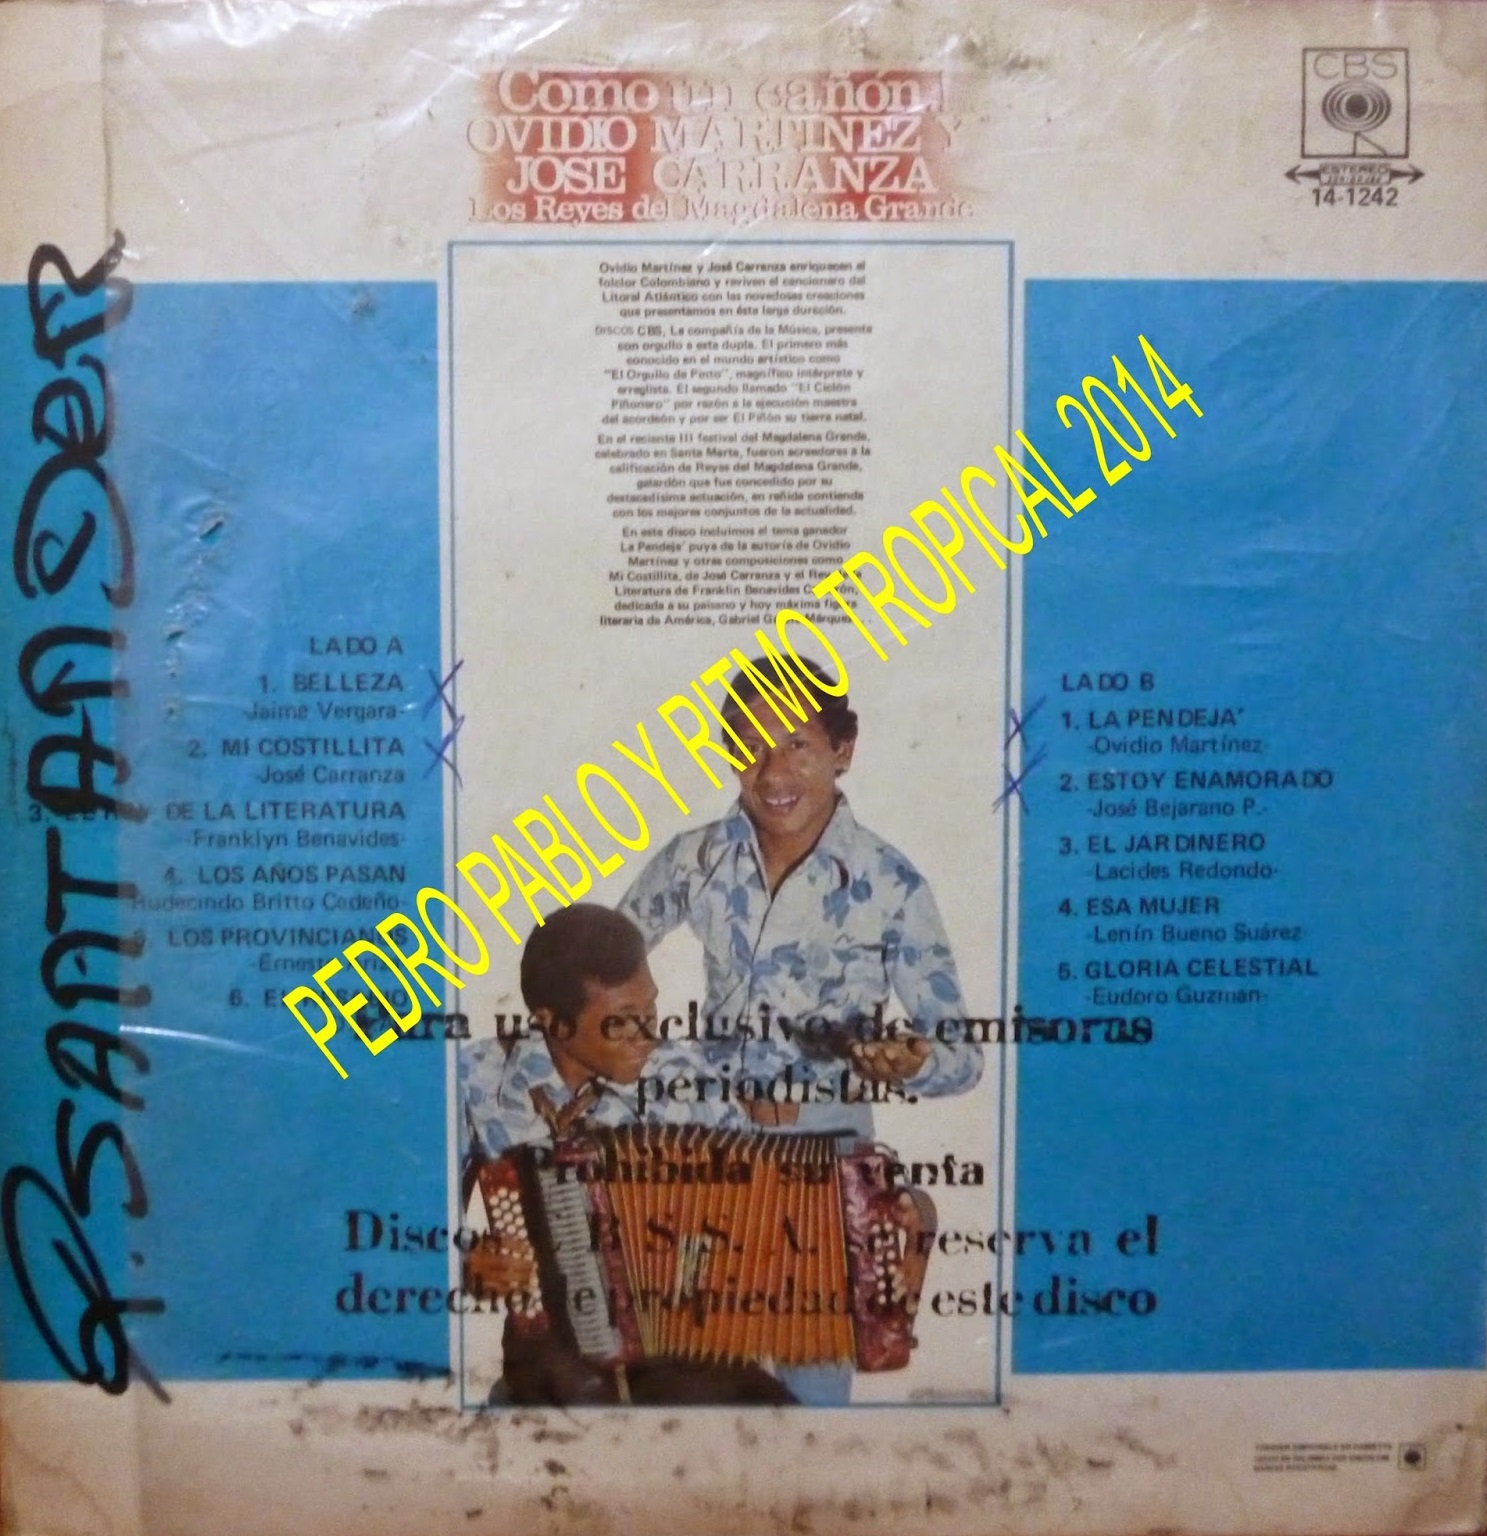 Como un cañón
OVIDIO MARTINEZ Y
JOSE CARRANZA
Los Reyes del Magdalena Grande
CBS
ESTEREO
14-1242
Ovidio Martínez y José Carranza enriquecen el
folclor Colombiano y reviven el cancionero del
Litoral Atlántico con las novedosas creaciones
que presentamos en ésta larga duración.
DISCOS CBS, La compañía de la Música, presenta
con orgullo a esta dupla. El primero más
conocido en el mundo artístico como
"El Orgullo de Pinto", magnífico intérprete y
arreglista. El segundo llamado "El Ciclón
Piñonero" por razón a la ejecución maestra
del acordeón y por ser El Piñón su tierra natal.
En el reciente III festival del Magdalena Grande,
celebrado en Santa Marta, fueron acreedores a la
calificación de Reyes del Magdalena Grande,
galardón que fue concedido por su
destacadísima actuación, en reñida contienda
con los mejores conjuntos de la actualidad.
En este disco incluimos el tema ganador
La Pendeja' puya de la autoría de Ovidio
Martínez y otras composiciones como
Mi Costillita, de José Carranza y el
Literatura de Franklin Benavides
dedicada a su paisano y hoy máxima figura
literaria de América, Gabriel García Márquez . . .
LADO A
1. BELLEZA
-Jaime Vergara-
2. MI COSTILLITA
-José Carranza
3. DE LA LITERATURA
-Franklyn Benavides-
4. LOS AÑOS PASAN
Rudecindo Britto Cedeño-
5. LOS PROVINCIANOS
-Ernesto
6.
LADO B
1. LA PENDEJA'
-Ovidio Martínez-
2. ESTOY ENAMORADO
-José Bejarano P.-
3. EL JARDINERO
-Lacides Redondo-
4. ESA MUJER
-Lenín Bueno Suárez
5. GLORIA CELESTIAL
-Eudoro Guzman-
PEDRO PABLO Y RITMO TROPICAL 2014
Para uso exclusivo de emisoras
y periodistas.
Prohibida su venta
Discos C B S S. A. se reserva el
derecho de propiedad de este disco
SANTANDER